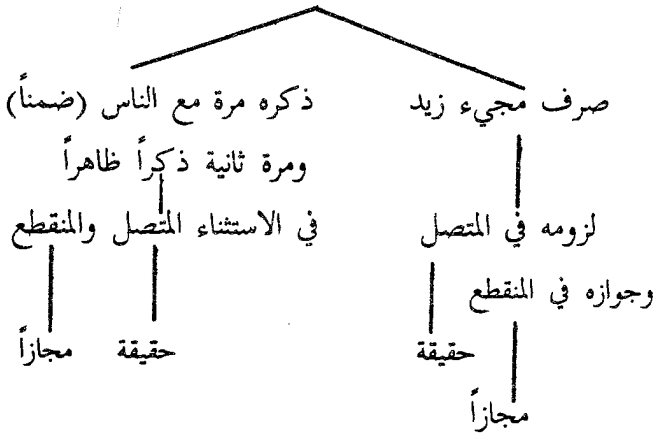 صرف مجيء زيد
ذكره مرة مع الناس (ضمناً)
ومرة ثانية ذكراً ظاهراً
لزومه في المتصل
في الاستثناء المتصل والمنقطع
وجوازه في المنقطع
حقيقة
حقيقة
مجازاً
مجازاً